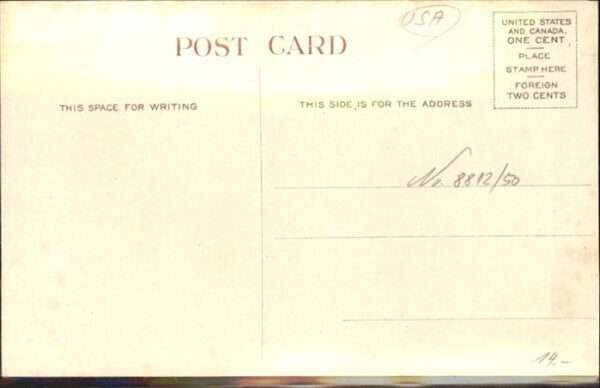 USA
POST CARD
UNITED STATES
AND CANADA.
ONE CENT
PLACE
STAMP HERE
FOREIGN
TWO CENTS
THIS SPACE FOR WRITING
THIS SIDE IS FOR THE ADDRESS
No. 8812/50
14.-